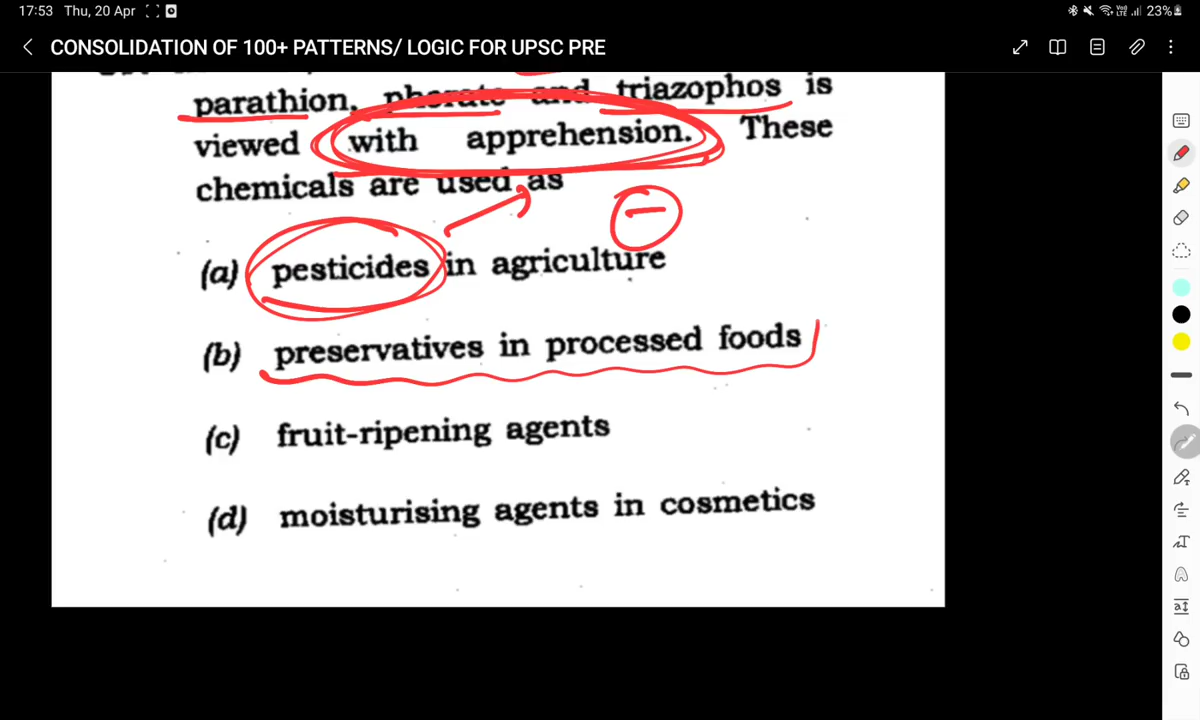 17:53 Thu, 20 Apr 23%
CONSOLIDATION OF 100+ PATTERNS/ LOGIC FOR UPSC PRE
parathion, phorate and triazophos is
viewed with apprehension. These
chemicals are used as
(a) pesticides in agriculture
(b) preservatives in processed foods
(c) fruit-ripening agents
(d) moisturising agents in cosmetics